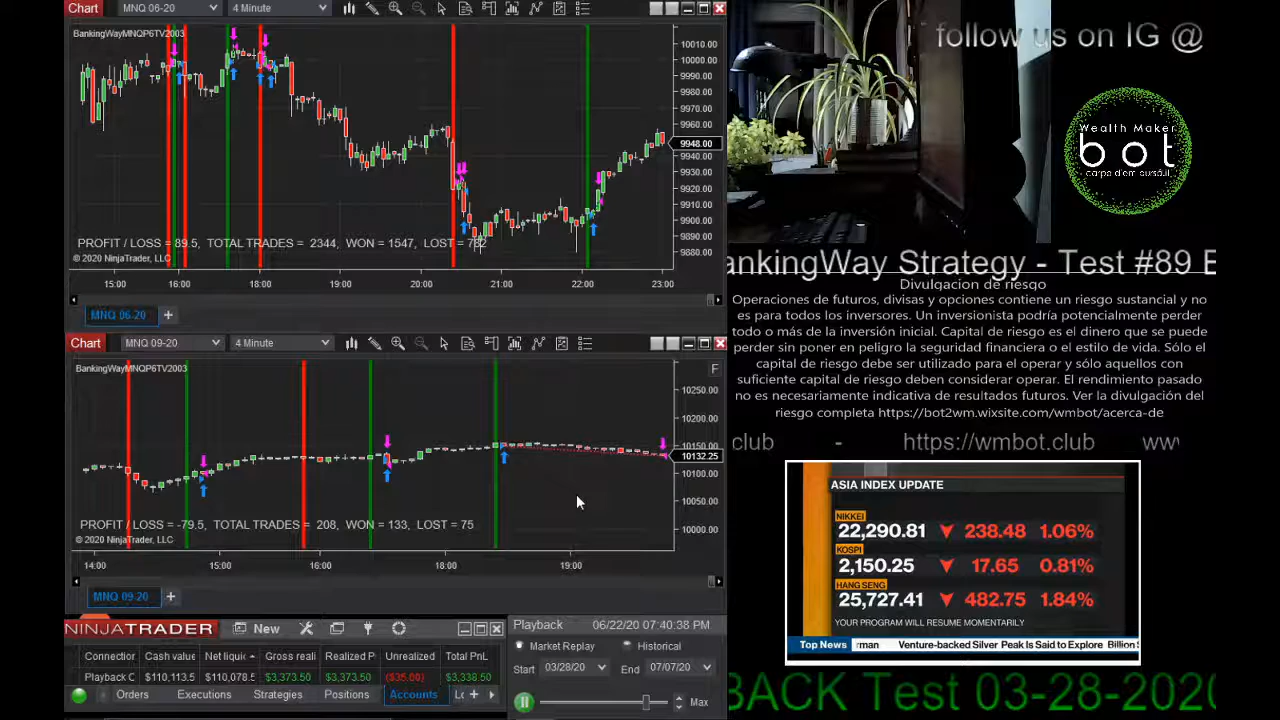 Chart MNQ 06-20 4 Minute
BankingWayMNQP6TV2003
10010.00
10000.00
9990.00
9980.00
9970.00
9960.00
9948.00
9940.00
9930.00
9920.00
9910.00
9900.00
9890.00
9880.00
PROFIT / LOSS = 89.5, TOTAL TRADES = 2344, WON = 1547, LOST = 782
© 2020 NinjaTrader, LLC
15:00 16:00 17:00 18:00 19:00 20:00 21:00 22:00 23:00
MNQ 06-20 +
Chart MNQ 09-20 4 Minute
BankingWayMNQP6TV2003
F
10250.00
10200.00
10150.00
10132.25
10100.00
10050.00
10000.00
PROFIT / LOSS = -79.5, TOTAL TRADES = 208, WON = 133, LOST = 75
© 2020 NinjaTrader, LLC
14:00 15:00 16:00 18:00 19:00
MNQ 09-20 +
NINJATRADER New
Connection Cash value Net liquic Gross reali Realized P Unrealized Total PnL
Playback C $110,113.5 $110,078.5 $3,373.50 $3,373.50 ($35.00) $3,338.50
Orders Executions Strategies Positions Accounts Lo +
Playback 06/22/20 7:40:38 PM
Market Replay Historical
Start 03/28/20 End 07/07/20
Max
follow us on IG @
Wealth Maker
bot
ankingWay Strategy - Test #89 B
Divulgacion de riesgo
Operaciones de futuros, divisas y opciones contiene un riesgo sustancial y no
es para todos los inversores. Un inversionista podría potencialmente perder
todo o más de la inversión inicial. Capital de riesgo es el dinero que se puede
perder sin poner en peligro la seguridad financiera o el estilo de vida. Sólo el
capital de riesgo debe ser utilizado para el operar y sólo aquellos con
suficiente capital de riesgo deben considerar operar. El rendimiento pasado
no es necesariamente indicativa de resultados futuros. Ver la divulgación del
riesgo completa https://bot2wm.wixsite.com/wmbot/acerca-de
club - https://wmbot.club ww
ASIA INDEX UPDATE
NIKKEI
22,290.81 238.48 1.06%
KOSPI
2,150.25 17.65 0.81%
HANG SENG
25,727.41 482.75 1.84%
YOUR PROGRAM WILL RESUME MOMENTARILY
Top News rman Venture-backed Silver Peak Is Said to Explore Billion
BACK Test 03-28-2020